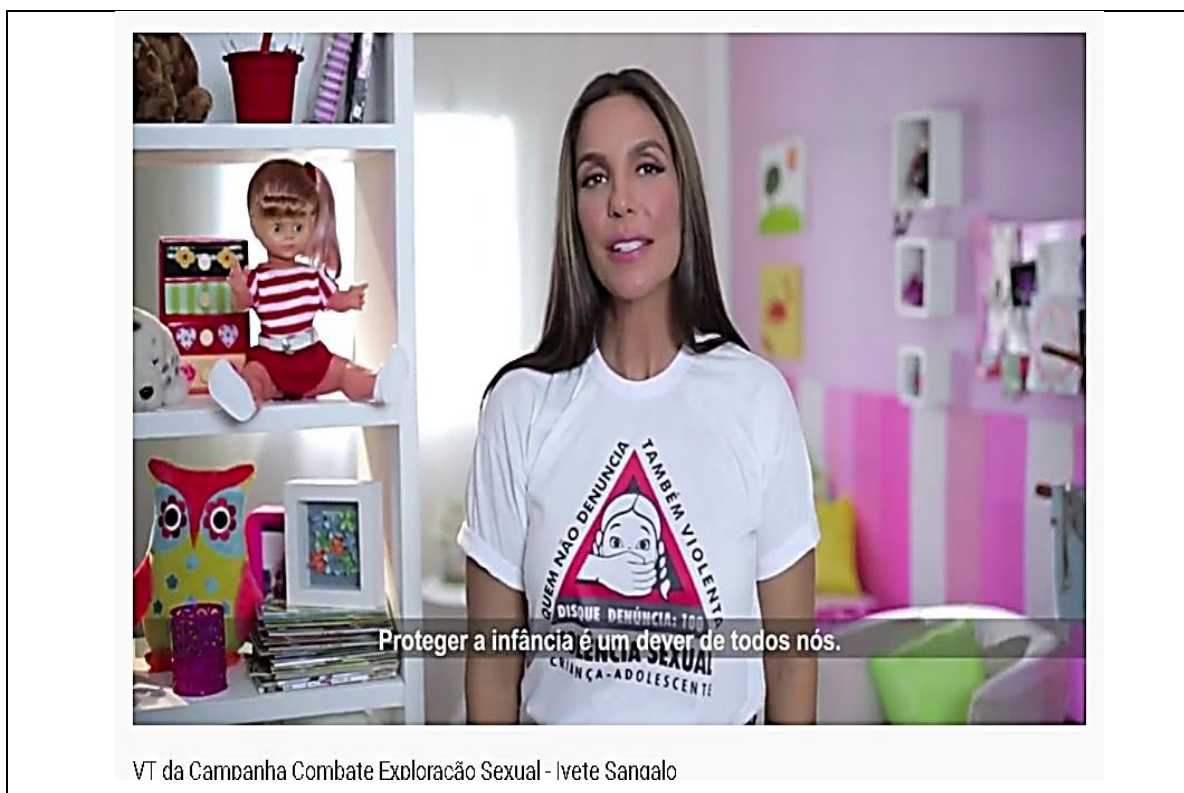 QUEM NÃO DENUNCIA
TAMBÉM VIOLENTA
DISQUE DENÚNCIA: 100
Proteger a infância é um dever de todos nós.
SEXUAL
CRIANÇA-ADOLESCENTE
VT da Campanha Combate Exploração Sexual - Ivete Sangalo